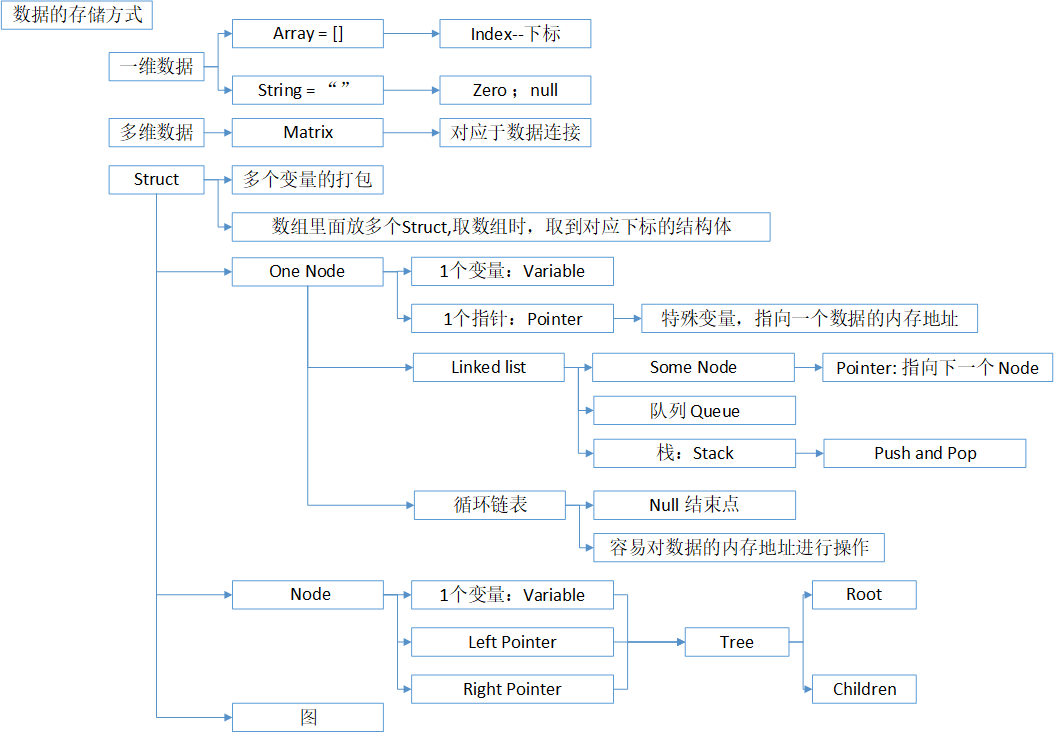 数据的存储方式
Array = []
Index--下标
一维数据
String = “ ”
Zero ；null
多维数据
Matrix
对应于数据连接
Struct
多个变量的打包
数组里面放多个Struct,取数组时，取到对应下标的结构体
One Node
1个变量：Variable
1个指针：Pointer
特殊变量，指向一个数据的内存地址
Linked list
Some Node
Pointer: 指向下一个 Node
队列 Queue
栈：Stack
Push and Pop
循环链表
Null 结束点
容易对数据的内存地址进行操作
Node
1个变量：Variable
Root
Left Pointer
Tree
Right Pointer
Children
图